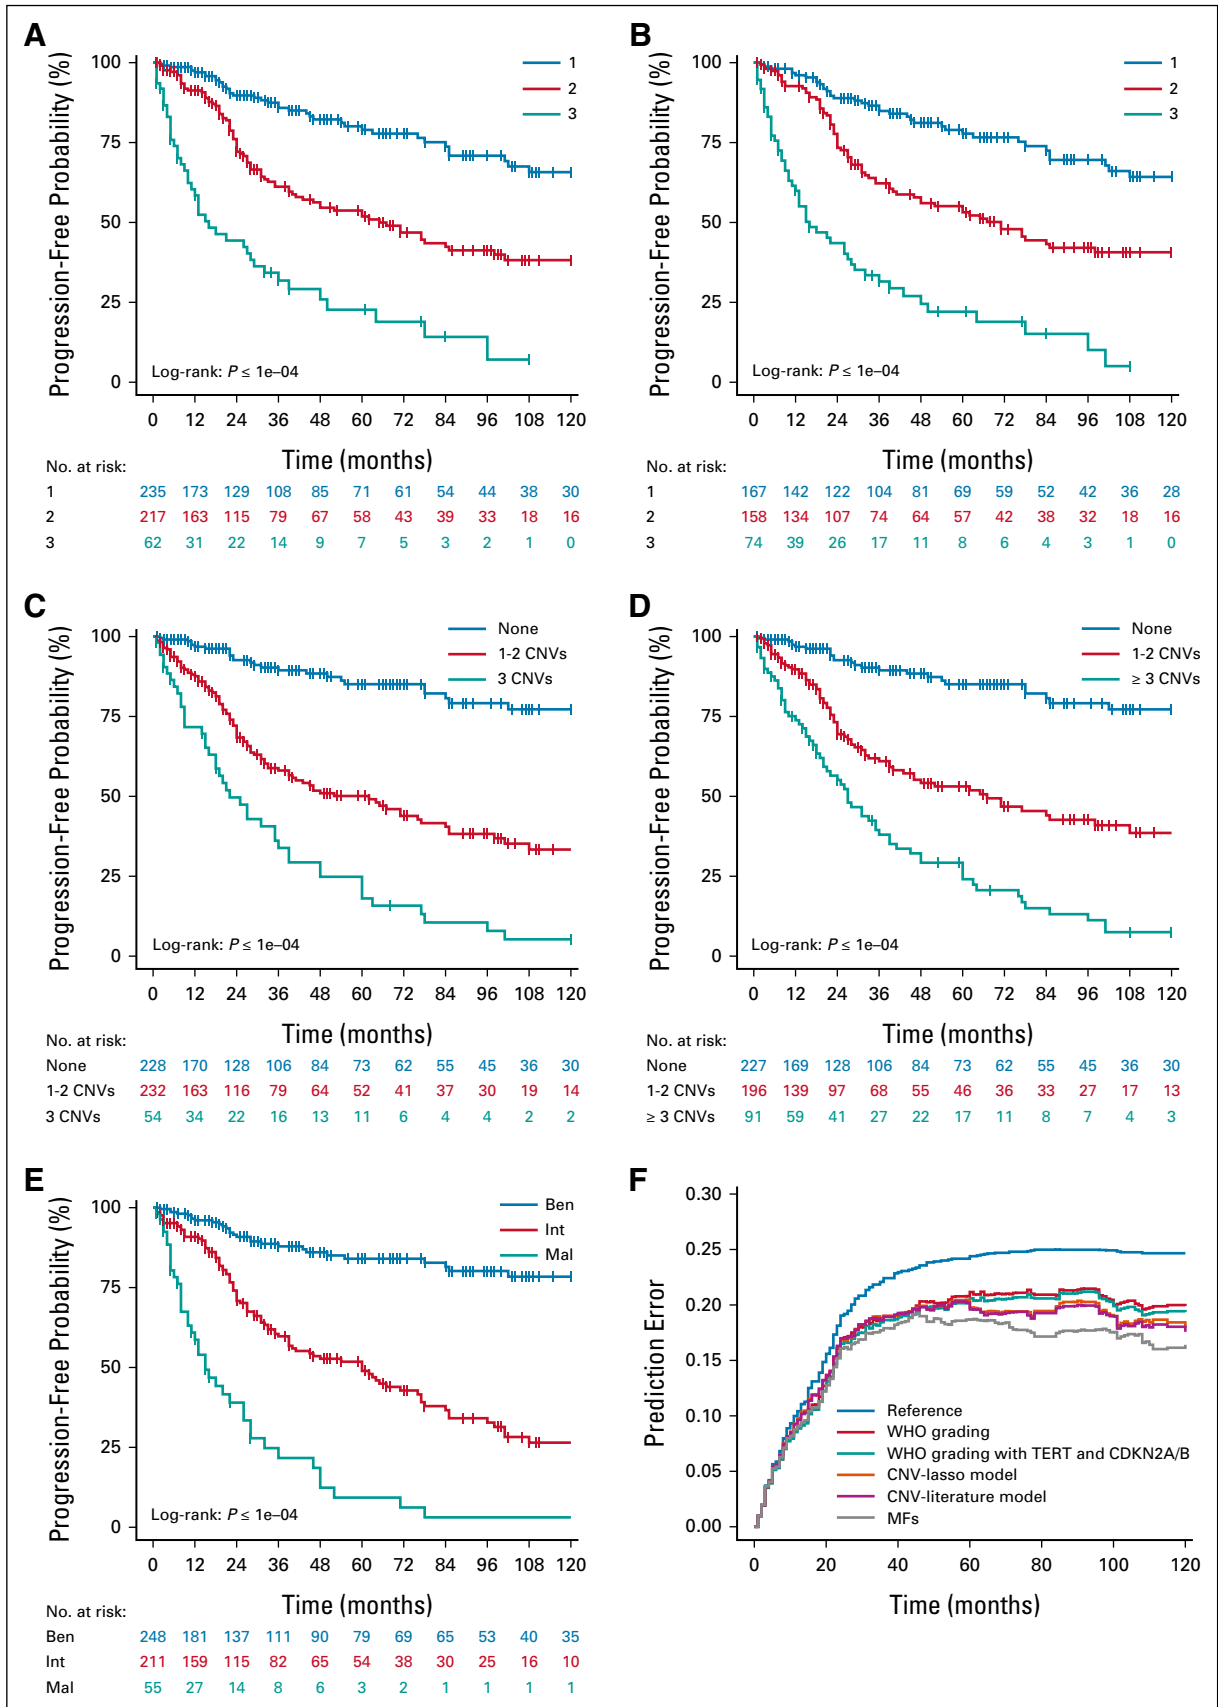 A
Progression-Free Probability (%)
100
75
50
25
0
1
2
3
Log-rank: P ≤ 1e–04
0 12 24 36 48 60 72 84 96 108 120
Time (months)
No. at risk:
1 235 173 129 108 85 71 61 54 44 38 30
2 217 163 115 79 67 58 43 39 33 18 16
3 62 31 22 14 9 7 5 3 2 1 0
B
Progression-Free Probability (%)
100
75
50
25
0
1
2
3
Log-rank: P ≤ 1e–04
0 12 24 36 48 60 72 84 96 108 120
Time (months)
No. at risk:
1 167 142 122 104 81 69 59 52 42 36 28
2 158 134 107 74 64 57 42 38 32 18 16
3 74 39 26 17 11 8 6 4 3 1 0
C
Progression-Free Probability (%)
100
75
50
25
0
None
1-2 CNVs
3 CNVs
Log-rank: P ≤ 1e–04
0 12 24 36 48 60 72 84 96 108 120
Time (months)
No. at risk:
None 228 170 128 106 84 73 62 55 45 36 30
1-2 CNVs 232 163 116 79 64 52 41 37 30 19 14
3 CNVs 54 34 22 16 13 11 6 4 4 2 2
D
Progression-Free Probability (%)
100
75
50
25
0
None
1-2 CNVs
≥ 3 CNVs
Log-rank: P ≤ 1e–04
0 12 24 36 48 60 72 84 96 108 120
Time (months)
No. at risk:
None 227 169 128 106 84 73 62 55 45 36 30
1-2 CNVs 196 139 97 68 55 46 36 33 27 17 13
≥ 3 CNVs 91 59 41 27 22 17 11 8 7 4 3
E
Progression-Free Probability (%)
100
75
50
25
0
Ben
Int
Mal
Log-rank: P ≤ 1e–04
0 12 24 36 48 60 72 84 96 108 120
Time (months)
No. at risk:
Ben 248 181 137 111 90 79 69 65 53 40 35
Int 211 159 115 82 65 54 38 30 25 16 10
Mal 55 27 14 8 6 3 2 1 1 1 1
F
Prediction Error
0.30
0.25
0.20
0.15
0.10
0.05
0.00
Reference
WHO grading
WHO grading with TERT and CDKN2A/B
CNV-lasso model
CNV-literature model
MFs
0 20 40 60 80 100 120
Time (months)